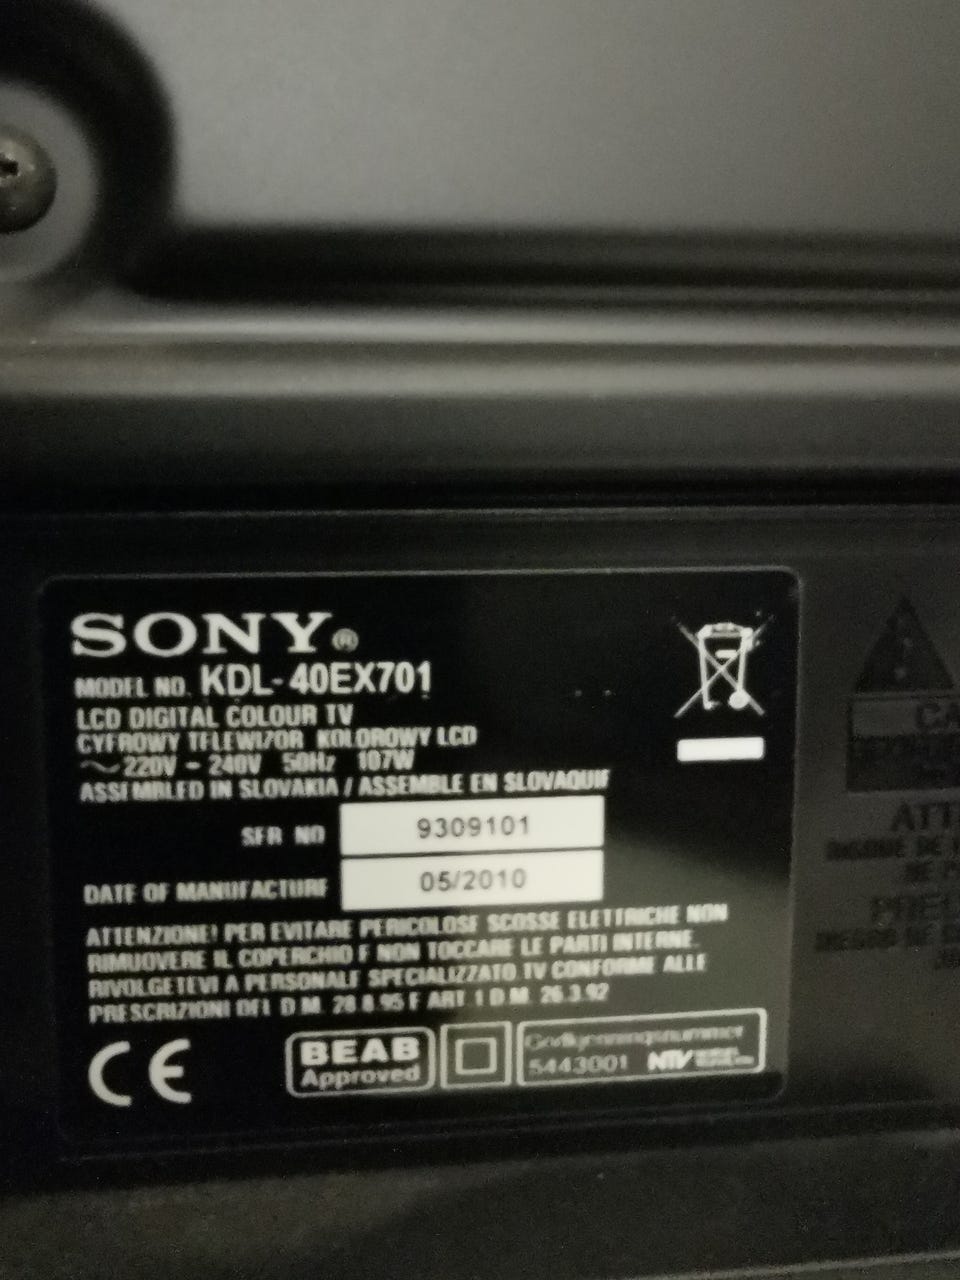 SONY®
MODEL NO. KDL-40EX701
LCD DIGITAL COLOUR TV
CYFROWY TELEWIZOR KOLOROWY LCD
~220V - 240V 50Hz 107W
ASSEMBLED IN SLOVAKIA / ASSEMBLE EN SLOVAQUIE
SER NO 9309101
DATE OF MANUFACTURE 05/2010
ATTENZIONE! PER EVITARE PERICOLOSE SCOSSE ELETTRICHE NON
RIMUOVERE IL COPERCHIO E NON TOCCARE LE PARTI INTERNE.
RIVOLGETEVI A PERSONALE SPECIALIZZATO.TV CONFORME ALLE
PRESCRIZIONI DEL D.M. 28.8.95 E ART 1 D.M. 26.3.92
CE
BEAB
Approved
Godkjenningsnummer
5443001 NTV